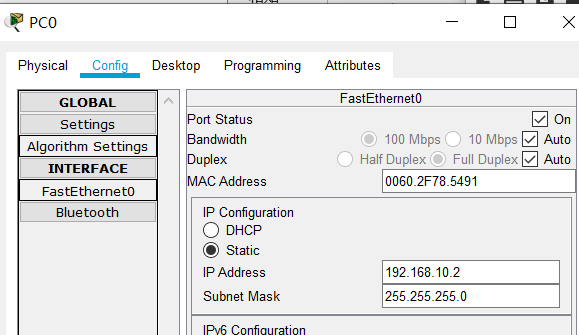 PC0
Physical Config Desktop Programming Attributes
GLOBAL
Settings
Algorithm Settings
INTERFACE
FastEthernet0
Bluetooth
FastEthernet0
Port Status On
Bandwidth 100 Mbps 10 Mbps Auto
Duplex Half Duplex Full Duplex Auto
MAC Address 0060.2F78.5491
IP Configuration
DHCP
Static
IP Address 192.168.10.2
Subnet Mask 255.255.255.0
IPv6 Configuration